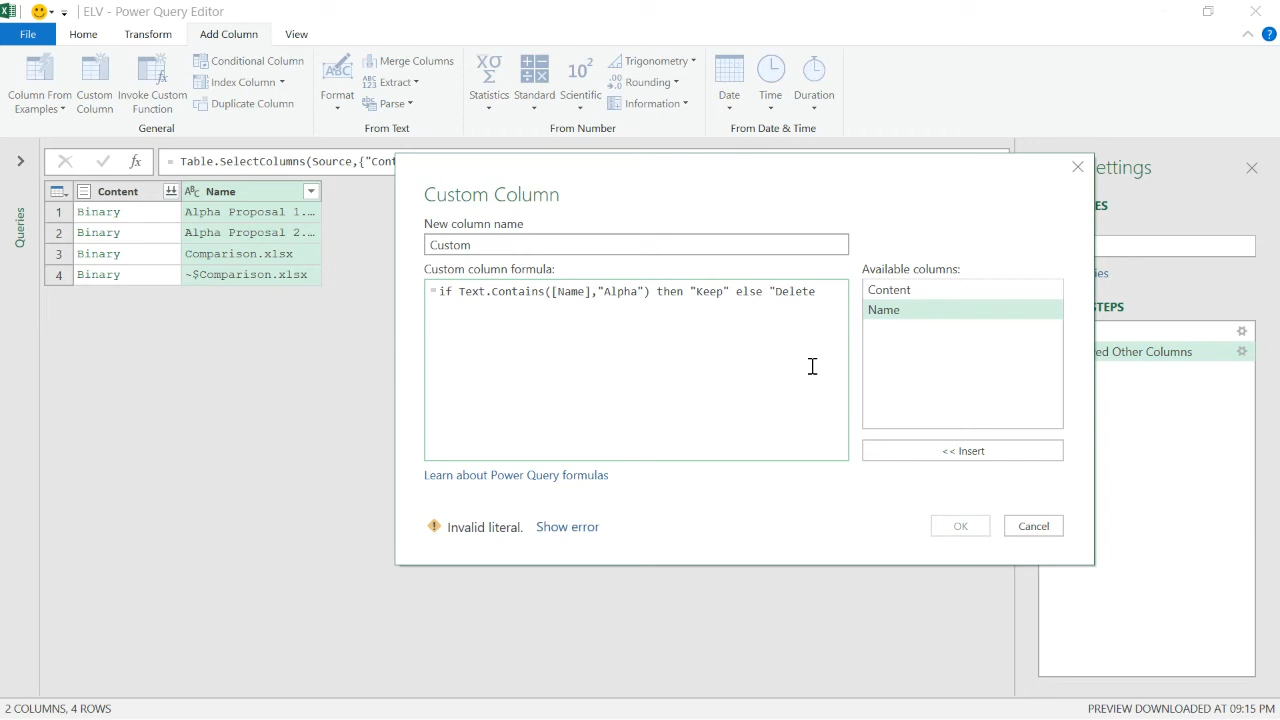 ELV - Power Query Editor
File Home Transform Add Column View
Column From Examples
Custom Column
Invoke Custom Function
Conditional Column
Index Column
Duplicate Column
General
Format
Merge Columns
Extract
Parse
From Text
Statistics
Standard
Scientific
Trigonometry
Rounding
Information
From Number
Date
Time
Duration
From Date & Time
fx = Table.SelectColumns(Source,{"Cont
Queries
Content Name
1 Binary Alpha Proposal 1....
2 Binary Alpha Proposal 2....
3 Binary Comparison.xlsx
4 Binary ~$Comparison.xlsx
Custom Column
New column name
Custom
Custom column formula:
=if Text.Contains([Name],"Alpha") then "Keep" else "Delete
Available columns:
Content
Name
<< Insert
Learn about Power Query formulas
Invalid literal. Show error
OK Cancel
ettings
ES
ies
STEPS
ed Other Columns
2 COLUMNS, 4 ROWS
PREVIEW DOWNLOADED AT 09:15 PM